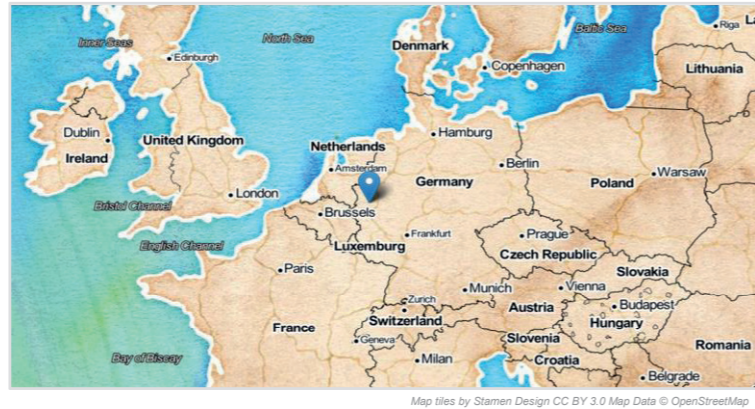 Inner Seas
North Sea
Baltic Sea
Riga
La
Edinburgh
Denmark
Copenhagen
Lithuania
Dublin
Ireland
United Kingdom
Netherlands
Amsterdam
Hamburg
Berlin
Germany
Poland
Warsaw
London
Bristol Channel
Brussels
English Channel
Luxemburg
Frankfurt
Prague
Czech Republic
Paris
Slovakia
Munich
Vienna
Zurich
Austria
Budapest
Switzerland
Hungary
France
Geneva
Slovenia
Romania
Bay of Biscay
Milan
Croatia
Belgrade
Map tiles by Stamen Design CC BY 3.0 Map Data © OpenStreetMap